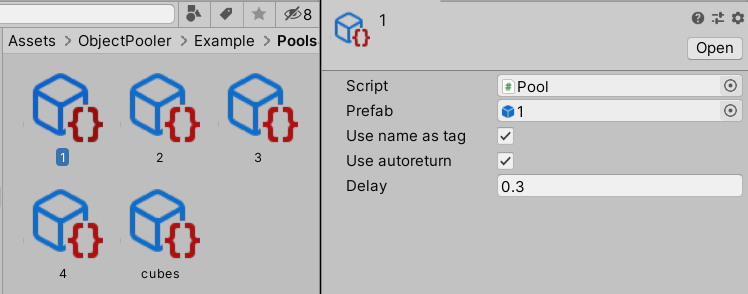 8
Assets > ObjectPooler > Example > Pools
1
2
3
4
cubes
1
Open
Script
# Pool
Prefab
1
Use name as tag
Use autoreturn
Delay
0.3